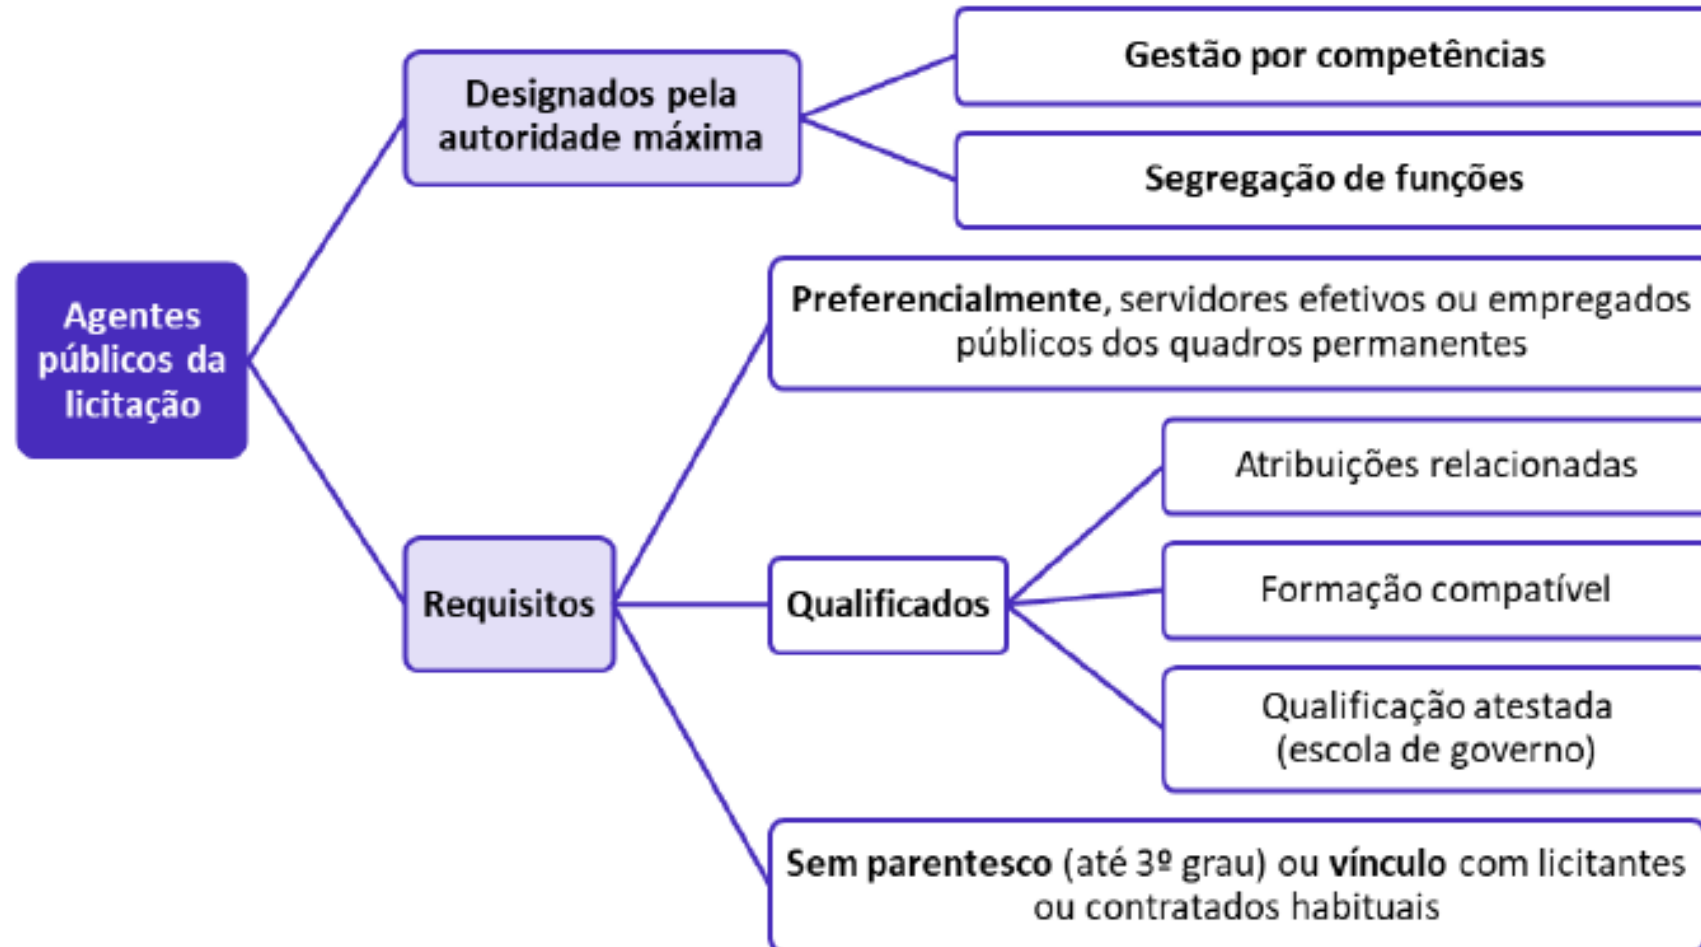 Agentes
públicos da
licitação
Designados pela
autoridade máxima
Gestão por competências
Segregação de funções
Requisitos
Preferencialmente, servidores efetivos ou empregados
públicos dos quadros permanentes
Qualificados
Atribuições relacionadas
Formação compatível
Qualificação atestada
(escola de governo)
Sem parentesco (até 3º grau) ou vínculo com licitantes
ou contratados habituais